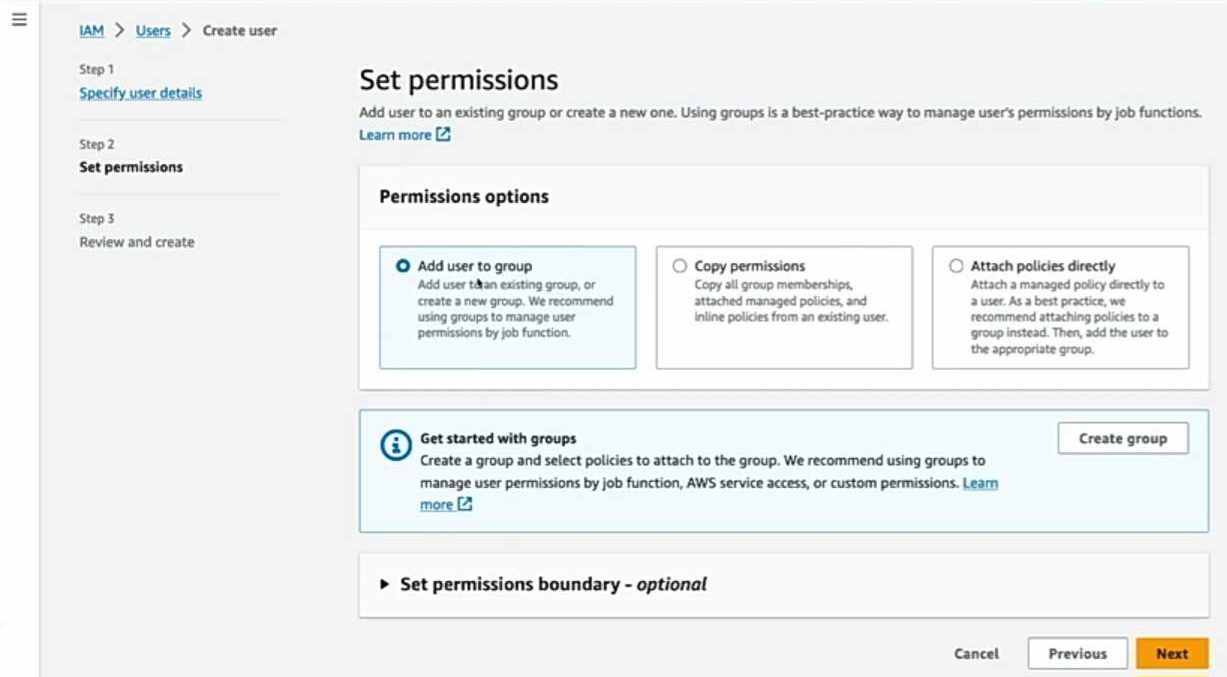 IAM > Users > Create user
Step 1
Specify user details
Step 2
Set permissions
Step 3
Review and create
Set permissions
Add user to an existing group or create a new one. Using groups is a best-practice way to manage user's permissions by job functions.
Learn more
Permissions options
Add user to group
Add user to an existing group, or
create a new group. We recommend
using groups to manage user
permissions by job function.
Copy permissions
Copy all group memberships,
attached managed policies, and
inline policies from an existing user.
Attach policies directly
Attach a managed policy directly to
a user. As a best practice, we
recommend attaching policies to a
group instead. Then, add the user to
the appropriate group.
Get started with groups
Create a group and select policies to attach to the group. We recommend using groups to
manage user permissions by job function, AWS service access, or custom permissions. Learn
more
Create group
Set permissions boundary - optional
Cancel
Previous
Next